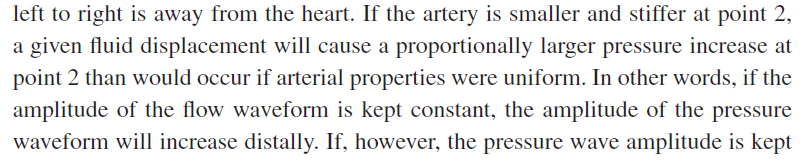 left to right is away from the heart. If the artery is smaller and stiffer at point 2,
a given fluid displacement will cause a proportionally larger pressure increase at
point 2 than would occur if arterial properties were uniform. In other words, if the
amplitude of the flow waveform is kept constant, the amplitude of the pressure
waveform will increase distally. If, however, the pressure wave amplitude is kept